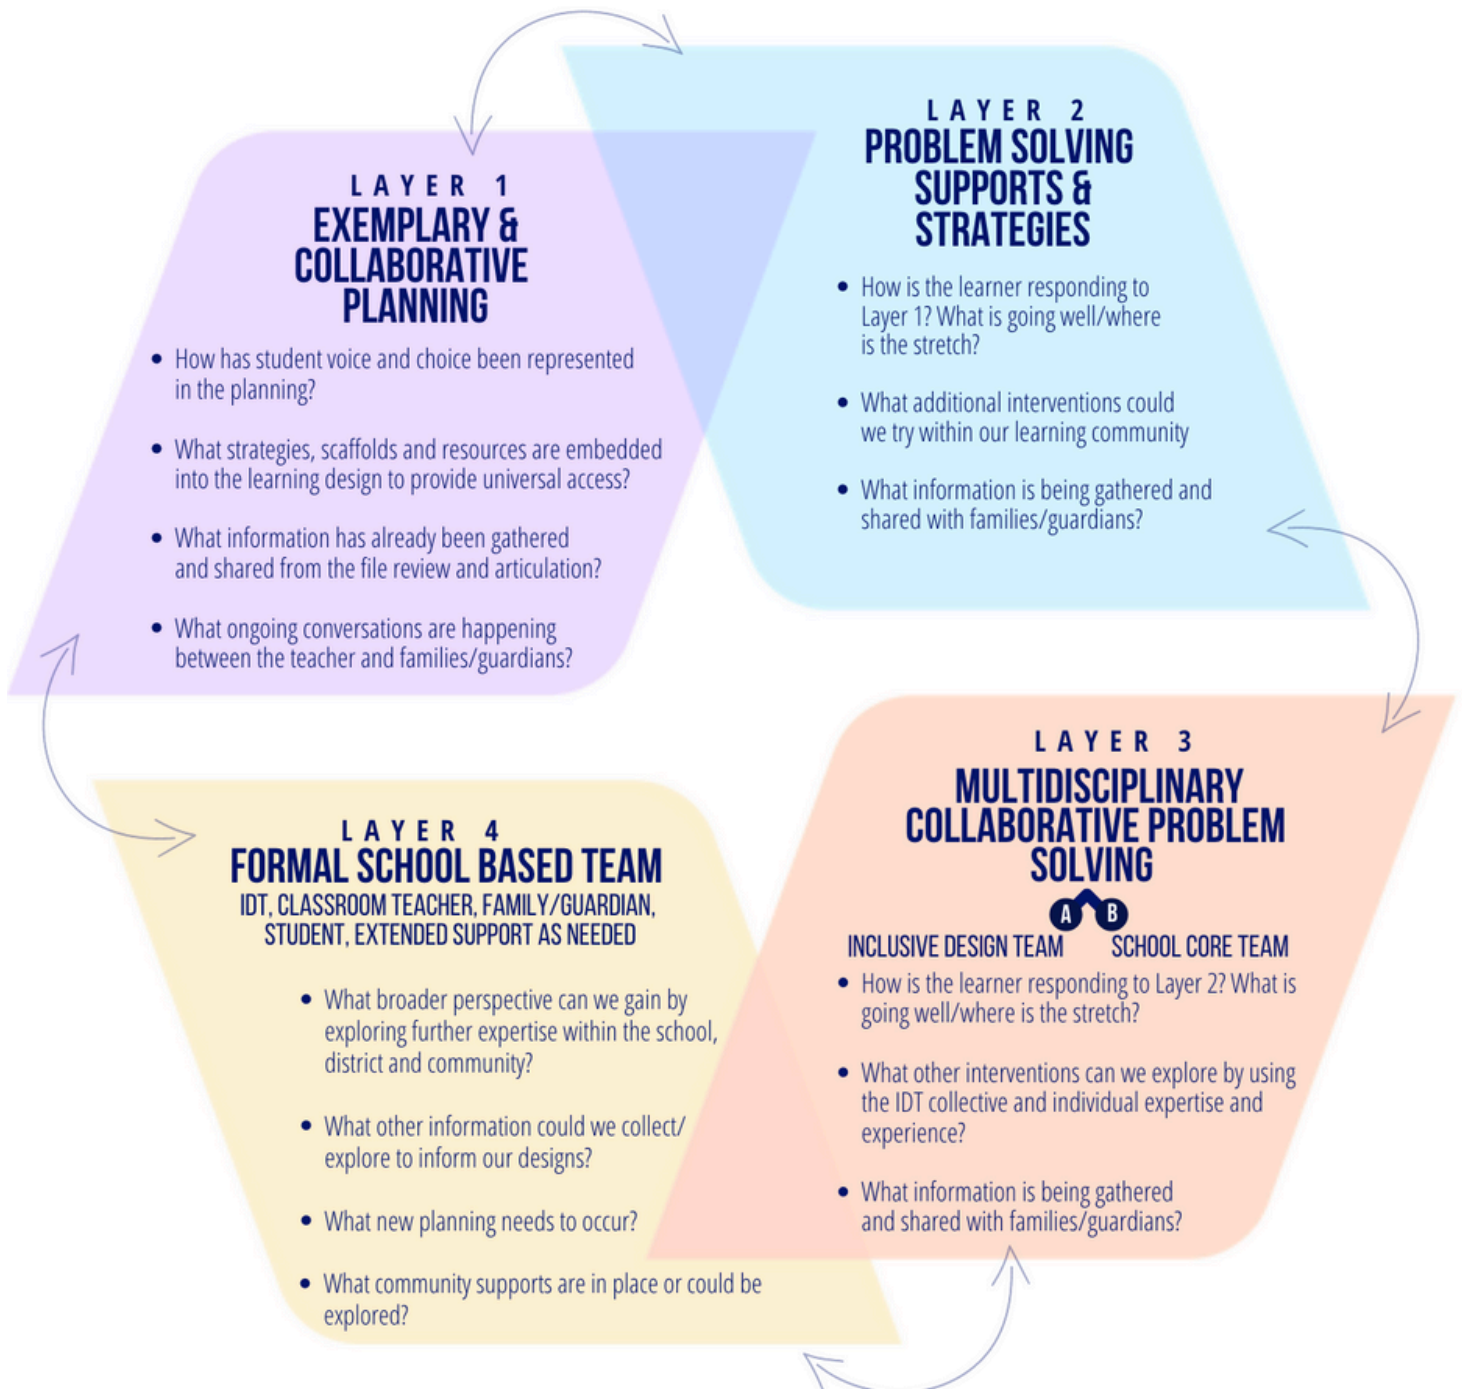 LAYER 1
EXEMPLARY &
COLLABORATIVE
PLANNING
• How has student voice and choice been represented
in the planning?
• What strategies, scaffolds and resources are embedded
into the learning design to provide universal access?
• What information has already been gathered
and shared from the file review and articulation?
• What ongoing conversations are happening
between the teacher and families/guardians?
LAYER 2
PROBLEM SOLVING
SUPPORTS &
STRATEGIES
• How is the learner responding to
Layer 1? What is going well/where
is the stretch?
• What additional interventions could
we try within our learning community
• What information is being gathered and
shared with families/guardians?
LAYER 3
MULTIDISCIPLINARY
COLLABORATIVE PROBLEM
SOLVING
A B
INCLUSIVE DESIGN TEAM SCHOOL CORE TEAM
• How is the learner responding to Layer 2? What is
going well/where is the stretch?
• What other interventions can we explore by using
the IDT collective and individual expertise and
experience?
• What information is being gathered
and shared with families/guardians?
LAYER 4
FORMAL SCHOOL BASED TEAM
IDT, CLASSROOM TEACHER, FAMILY/GUARDIAN,
STUDENT, EXTENDED SUPPORT AS NEEDED
• What broader perspective can we gain by
exploring further expertise within the school,
district and community?
• What other information could we collect/
explore to inform our designs?
• What new planning needs to occur?
• What community supports are in place or could be
explored?